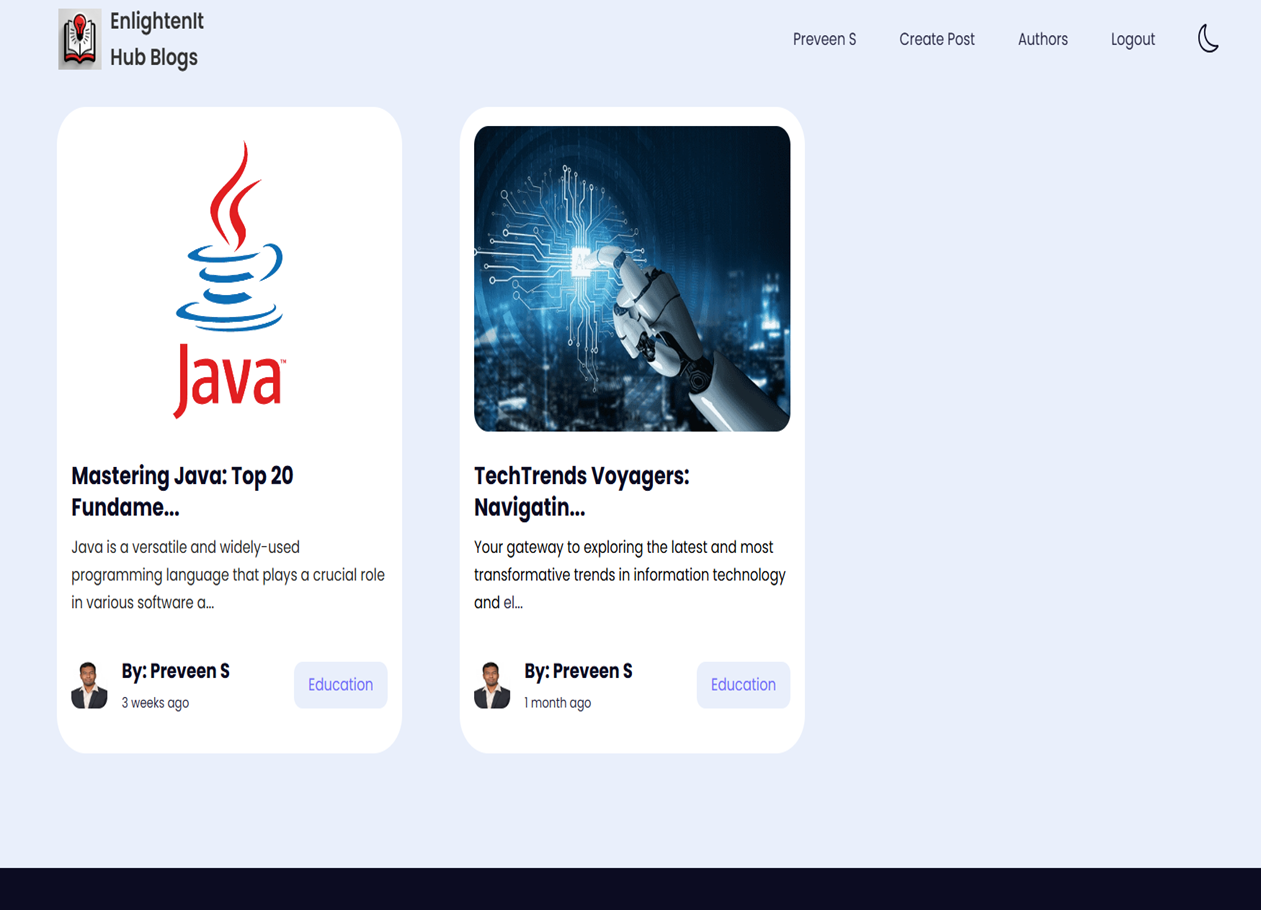 EnlightenIt
Hub Blogs
Preveen S
Create Post
Authors
Logout
Java™
Mastering Java: Top 20
Fundame...
Java is a versatile and widely-used
programming language that plays a crucial role
in various software a...
By: Preveen S
3 weeks ago
Education
TechTrends Voyagers:
Navigatin...
Your gateway to exploring the latest and most
transformative trends in information technology
and el...
By: Preveen S
1 month ago
Education